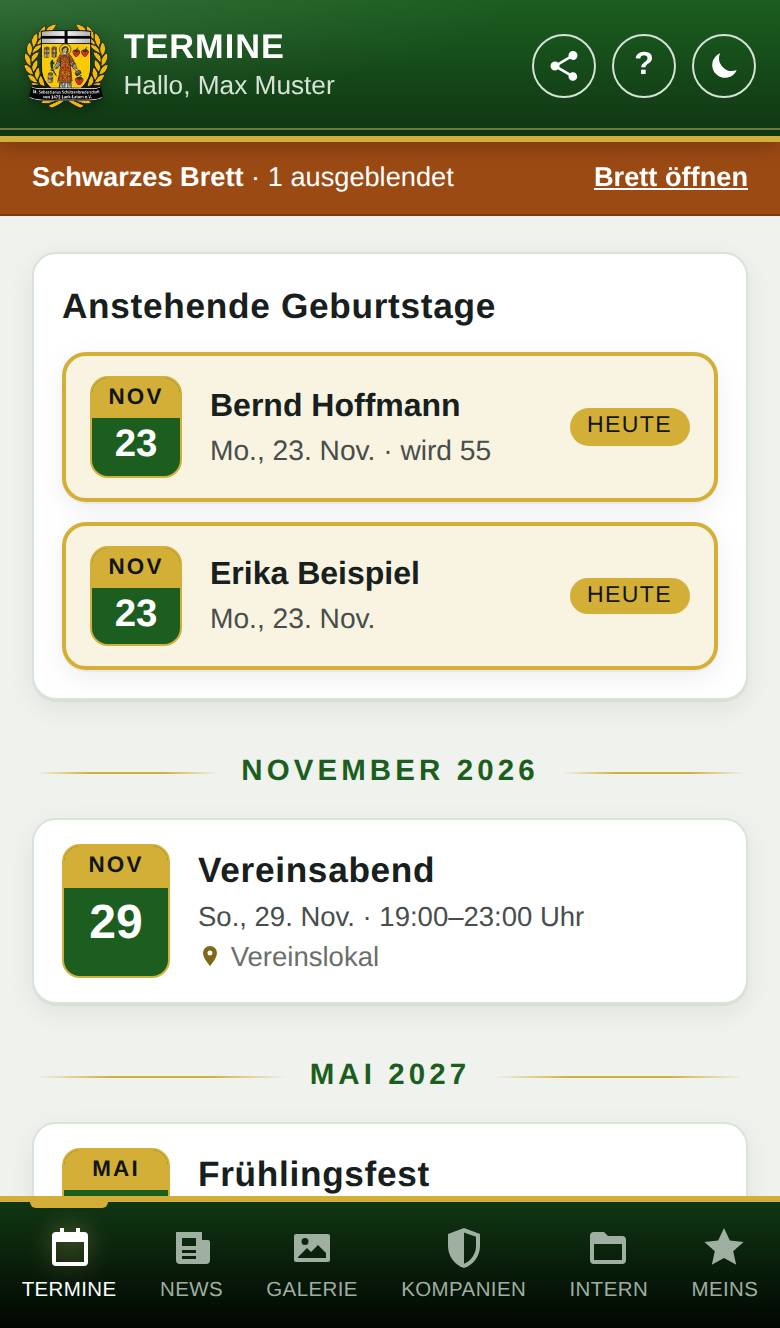 TERMINE
Hallo, Max Muster
?
Schwarzes Brett · 1 ausgeblendet
Brett öffnen
Anstehende Geburtstage
NOV
23
Bernd Hoffmann
Mo., 23. Nov. · wird 55
HEUTE
NOV
23
Erika Beispiel
Mo., 23. Nov.
HEUTE
NOVEMBER 2026
NOV
29
Vereinsabend
So., 29. Nov. · 19:00–23:00 Uhr
Vereinslokal
MAI 2027
MAI
Frühlingsfest
TERMINE
NEWS
GALERIE
KOMPANIEN
INTERN
MEINS